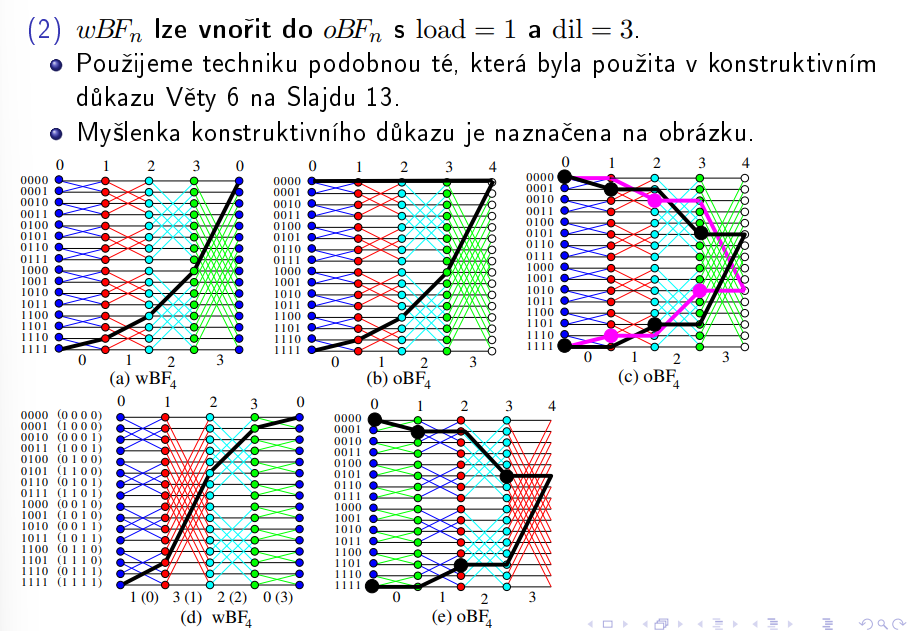 (2) wBFₙ lze vnořit do oBFₙ s load = 1 a dil = 3.
Použijeme techniku podobnou té, která byla použita v konstruktivním
důkazu Věty 6 na Slajdu 13.
Myšlenka konstruktivního důkazu je naznačena na obrázku.
0 1 2 3 0
0000
0001
0010
0011
0100
0101
0110
0111
1000
1001
1010
1011
1100
1101
1110
1111
0 1 2 3
(a) wBF₄
0 1 2 3 4
0000
0001
0010
0011
0100
0101
0110
0111
1000
1001
1010
1011
1100
1101
1110
1111
0 1 2 3
(b) oBF₄
0 1 2 3 4
0000
0001
0010
0011
0100
0101
0110
0111
1000
1001
1010
1011
1100
1101
1110
1111
0 1 2 3
(c) oBF₄
0 1 2 3 0
0000 (0 0 0 0)
0001 (1 0 0 0)
0010 (0 0 0 1)
0011 (1 0 0 1)
0100 (0 1 0 0)
0101 (1 1 0 0)
0110 (0 1 0 1)
0111 (1 1 0 1)
1000 (0 0 1 0)
1001 (1 0 1 0)
1010 (0 0 1 1)
1011 (1 0 1 1)
1100 (0 1 1 0)
1101 (1 1 1 0)
1110 (0 1 1 1)
1111 (1 1 1 1)
1 (0) 3 (1) 2 (2) 0 (3)
(d) wBF₄
0 1 2 3 4
0000
0001
0010
0011
0100
0101
0110
0111
1000
1001
1010
1011
1100
1101
1110
1111
0 1 2 3
(e) oBF₄